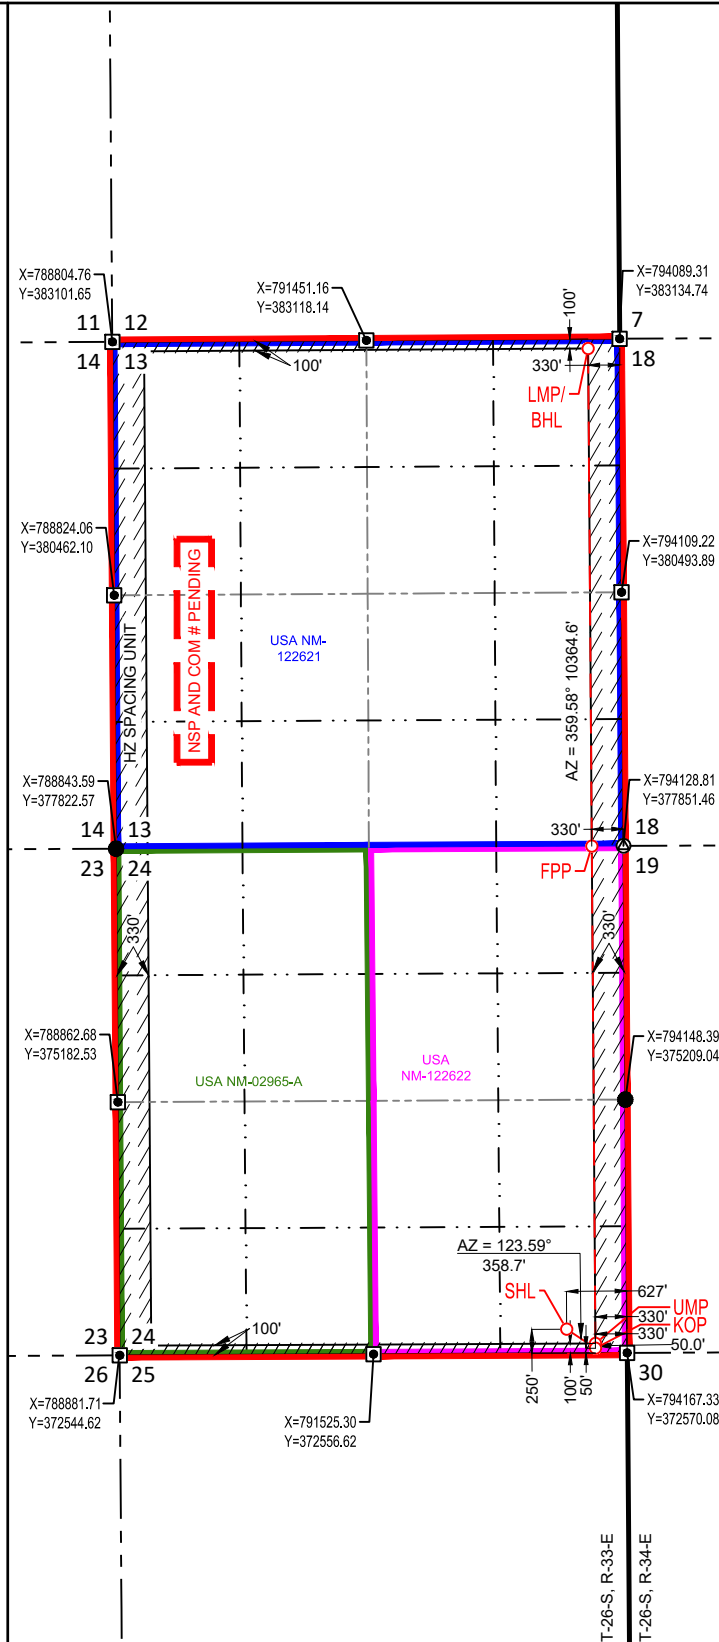 X=788804.76
Y=383101.65
X=791451.16
Y=383118.14
X=794089.31
Y=383134.74
11
12
7
14
13
18
100'
100'
330'
LMP/
BHL
X=788824.06
Y=380462.10
X=794109.22
Y=380493.89
HZ SPACING UNIT
NSP AND COM # PENDING
USA NM-
122621
AZ = 359.58° 10364.6'
X=788843.59
Y=377822.57
X=794128.81
Y=377851.46
14
13
330'
18
23
24
FPP
19
330'
330'
X=788862.68
Y=375182.53
X=794148.39
Y=375209.04
USA NM-02965-A
USA
NM-122622
AZ = 123.59°
358.7'
SHL
627'
UMP
330'
KOP
330'
50.0'
100'
23
24
26
25
30
250'
100'
50'
X=788881.71
Y=372544.62
X=791525.30
Y=372556.62
X=794167.33
Y=372570.08
T-26-S, R-33-E
T-26-S, R-34-E